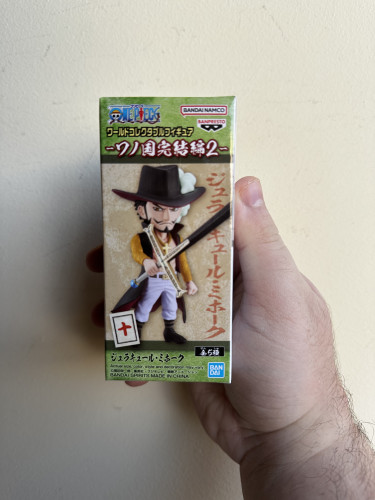 ONE PIECE
BANDAI NAMCO
ワールドコレクタブルフィギュア
BANPRESTO
-ワノ国完結編2-
ジュラキュール・ミホーク
全6種
ジュラキュール・ミホーク
BANDAI SPIRITS MADE IN CHINA
BANDAI